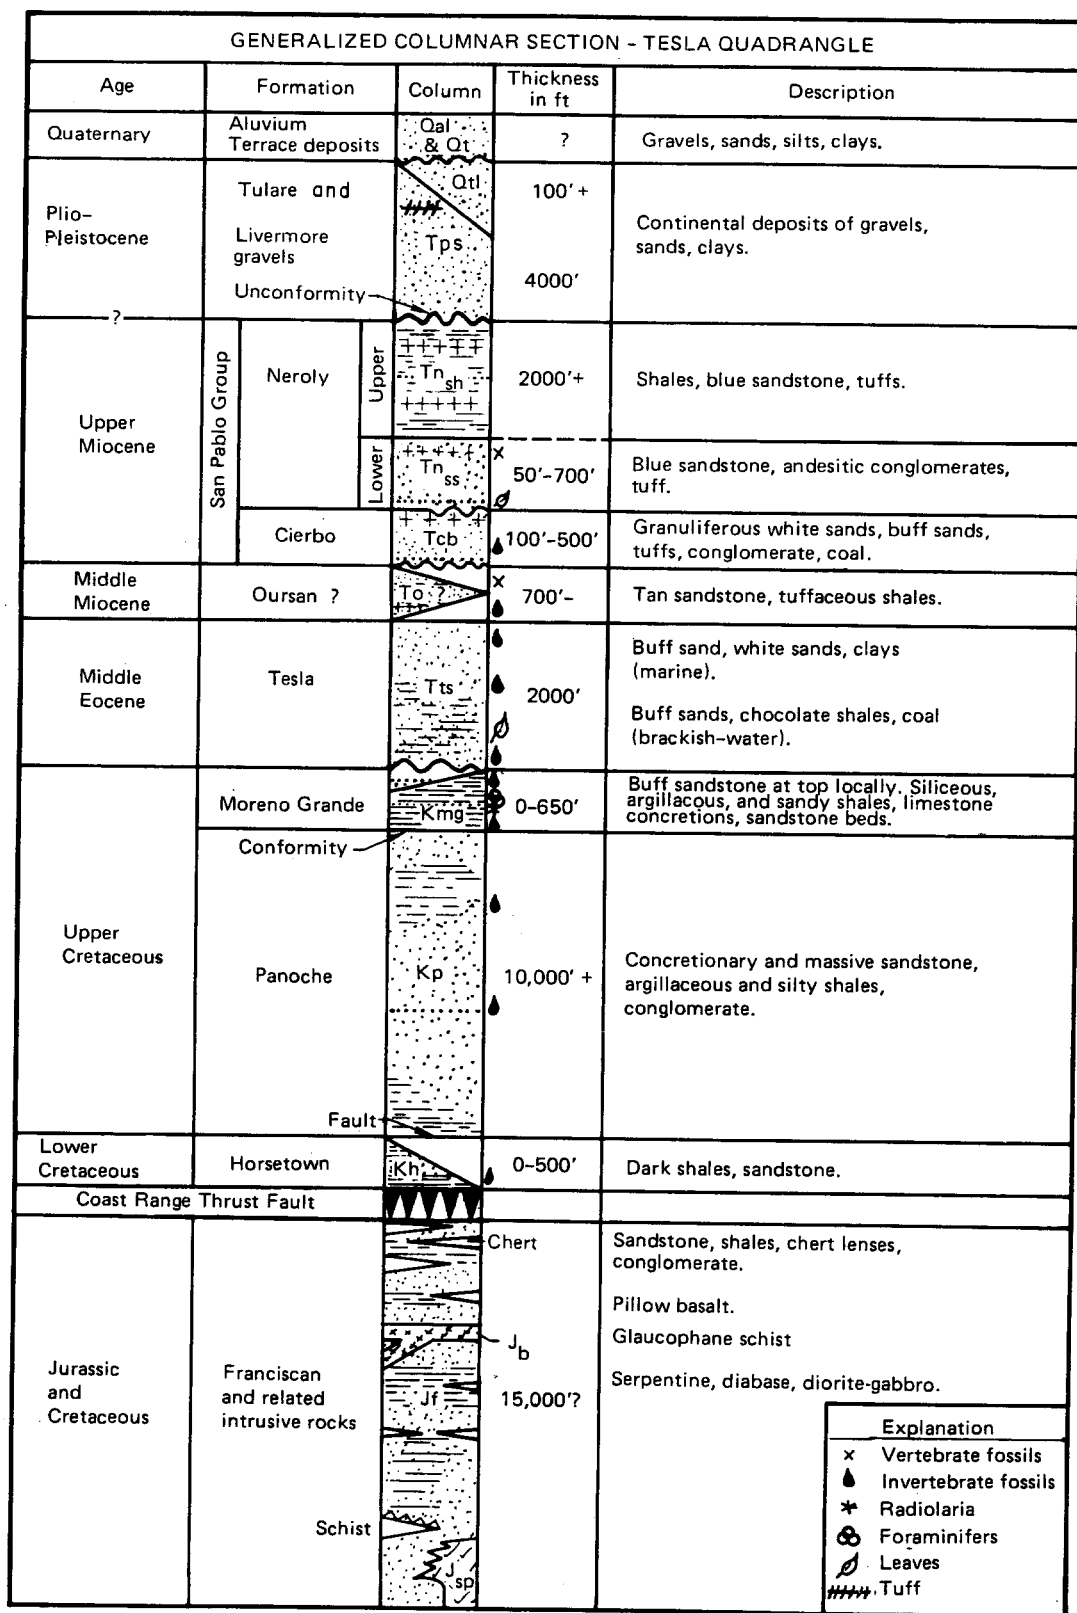 GENERALIZED COLUMNAR SECTION - TESLA QUADRANGLE
Age
Formation
Column
Thickness
in ft
Description
Quaternary
Aluvium
Terrace deposits
Qal
& Qt
?
Gravels, sands, silts, clays.
Plio-
Pleistocene
Tulare and
Livermore
gravels
Unconformity
Qtl
Tps
100'+
4000'
Continental deposits of gravels,
sands, clays.
?
Upper
Miocene
San Pablo Group
Neroly
Upper
Tn sh
2000'+
Shales, blue sandstone, tuffs.
Lower
Tn ss
50'-700'
Blue sandstone, andesitic conglomerates,
tuff.
Cierbo
Tcb
100'-500'
Granuliferous white sands, buff sands,
tuffs, conglomerate, coal.
Middle
Miocene
Oursan ?
To ?
700'-
Tan sandstone, tuffaceous shales.
Middle
Eocene
Tesla
Tts
2000'
Buff sand, white sands, clays
(marine).
Buff sands, chocolate shales, coal
(brackish-water).
Upper
Cretaceous
Moreno Grande
Kmg
0-650'
Buff sandstone at top locally. Siliceous,
argillacous, and sandy shales, limestone
concretions, sandstone beds.
Conformity
Panoche
Kp
10,000' +
Concretionary and massive sandstone,
argillaceous and silty shales,
conglomerate.
Fault
Lower
Cretaceous
Horsetown
Kh
0-500'
Dark shales, sandstone.
Coast Range Thrust Fault
Jurassic
and
Cretaceous
Franciscan
and related
intrusive rocks
Chert
Jb
Jf
Schist
Jsp
15,000'?
Sandstone, shales, chert lenses,
conglomerate.
Pillow basalt.
Glaucophane schist
Serpentine, diabase, diorite-gabbro.
Explanation
Vertebrate fossils
Invertebrate fossils
Radiolaria
Foraminifers
Leaves
Tuff